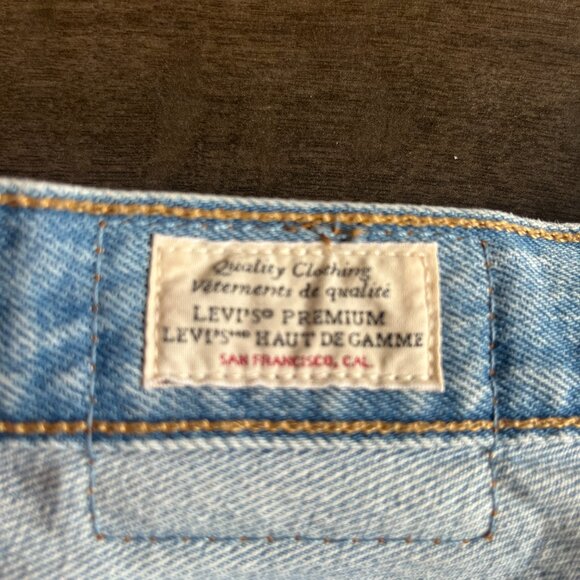 Quality Clothing
Vêtements de qualité
LEVI'S® PREMIUM
LEVI'S᠎ᴹᴰ HAUT DE GAMME
SAN FRANCISCO, CAL.